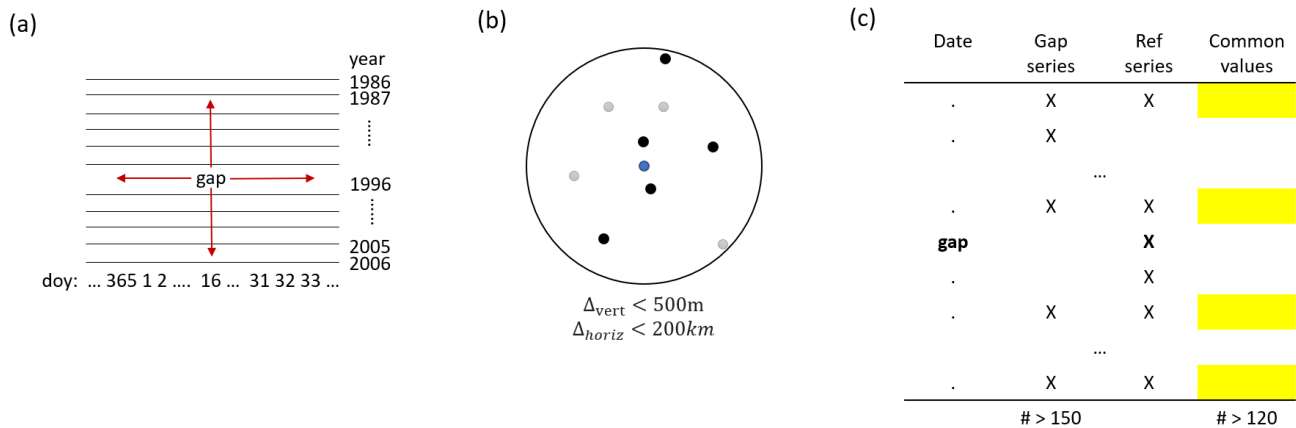 (a)
year
1986
1987
......
gap
1996
......
2005
2006
doy: ... 365 1 2 .... 16 ... 31 32 33 ...
(b)
Δvert < 500m
Δhoriz < 200km
(c)
Date Gap series Ref series Common values
. X X
. X
...
. X X
gap X
. X
. X X
...
. X X
# > 150 # > 120